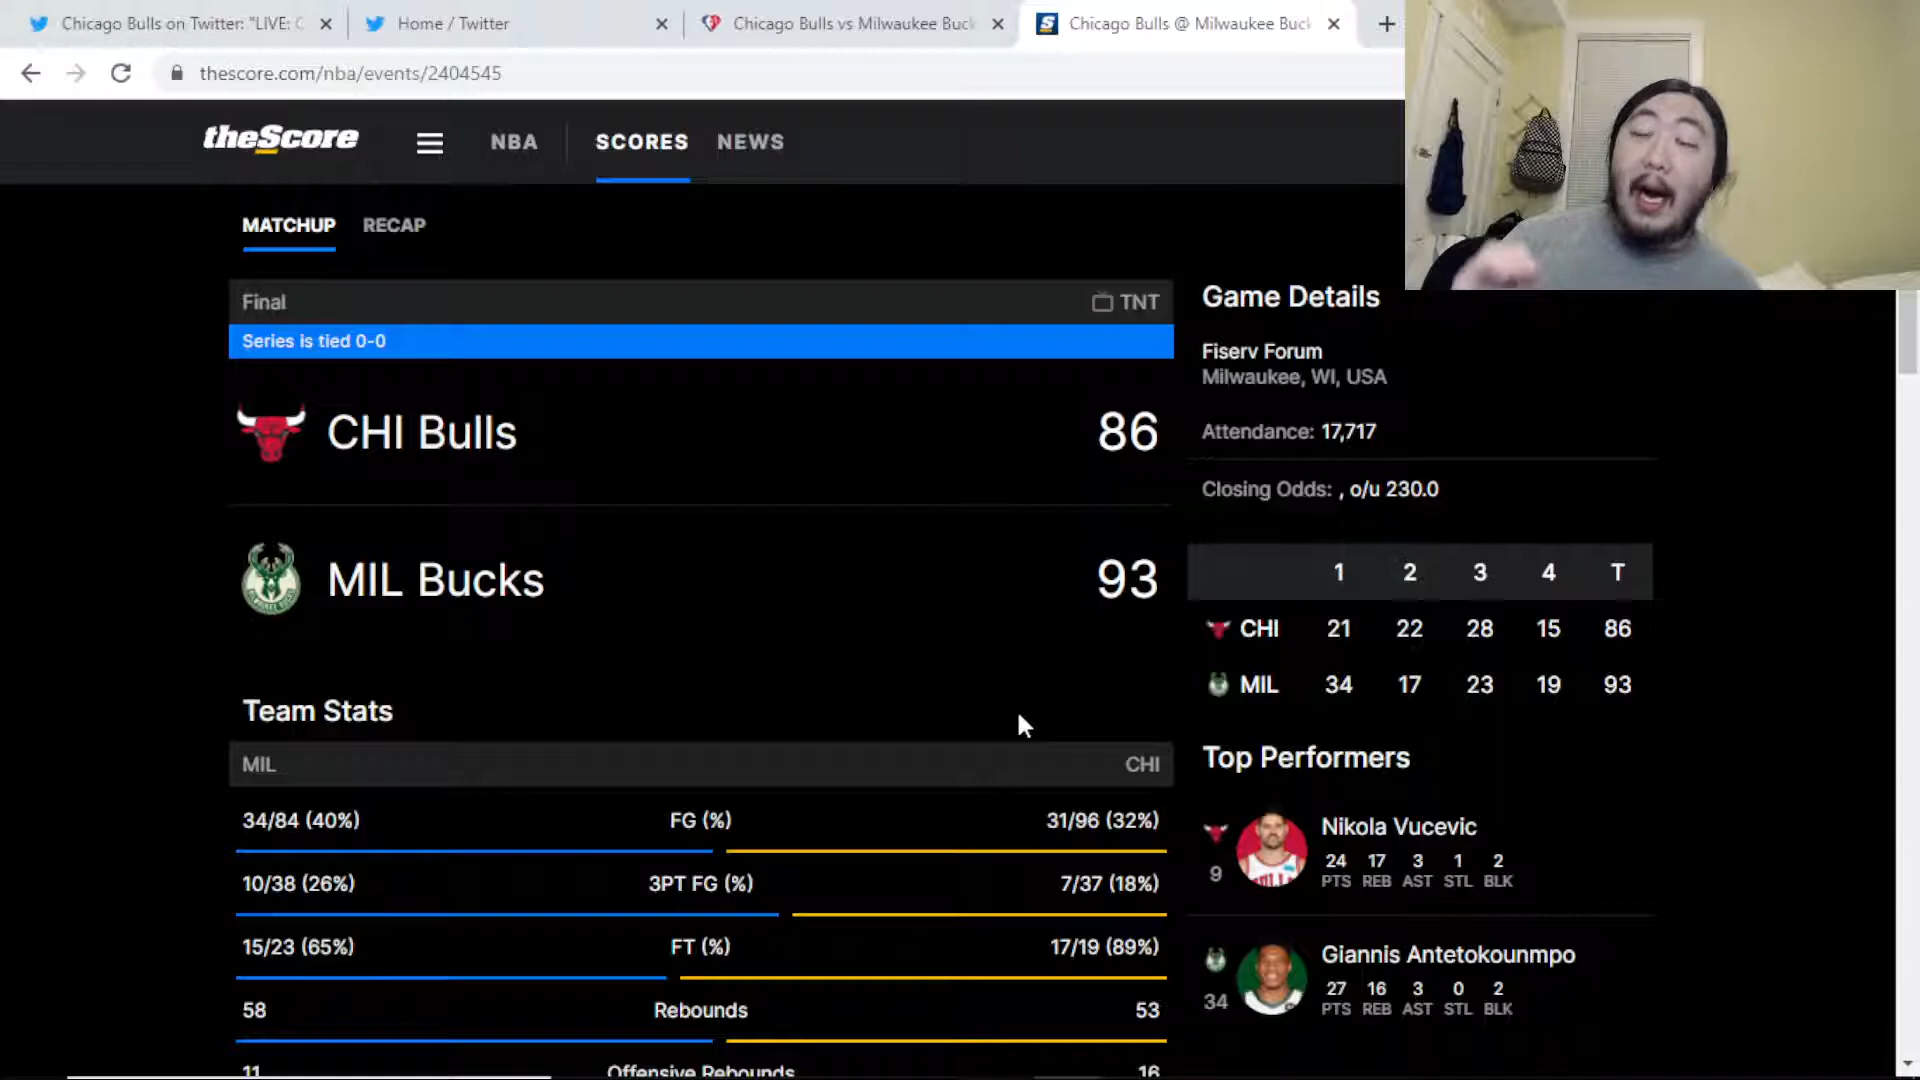 Chicago Bulls on Twitter: "LIVE: C
Home / Twitter
Chicago Bulls vs Milwaukee Buck
Chicago Bulls @ Milwaukee Buck
thescore.com/nba/events/2404545
theScore
NBA
SCORES
NEWS
MATCHUP
RECAP
Final
TNT
Series is tied 0-0
CHI Bulls
86
MIL Bucks
93
Team Stats
MIL
CHI
34/84 (40%)
FG (%)
31/96 (32%)
10/38 (26%)
3PT FG (%)
7/37 (18%)
15/23 (65%)
FT (%)
17/19 (89%)
58
Rebounds
53
11
Offensive Rebounds
16
Game Details
Fiserv Forum
Milwaukee, WI, USA
Attendance: 17,717
Closing Odds: , o/u 230.0
1 2 3 4 T
CHI 21 22 28 15 86
MIL 34 17 23 19 93
Top Performers
Nikola Vucevic
9
24 17 3 1 2
PTS REB AST STL BLK
Giannis Antetokounmpo
34
27 16 3 0 2
PTS REB AST STL BLK